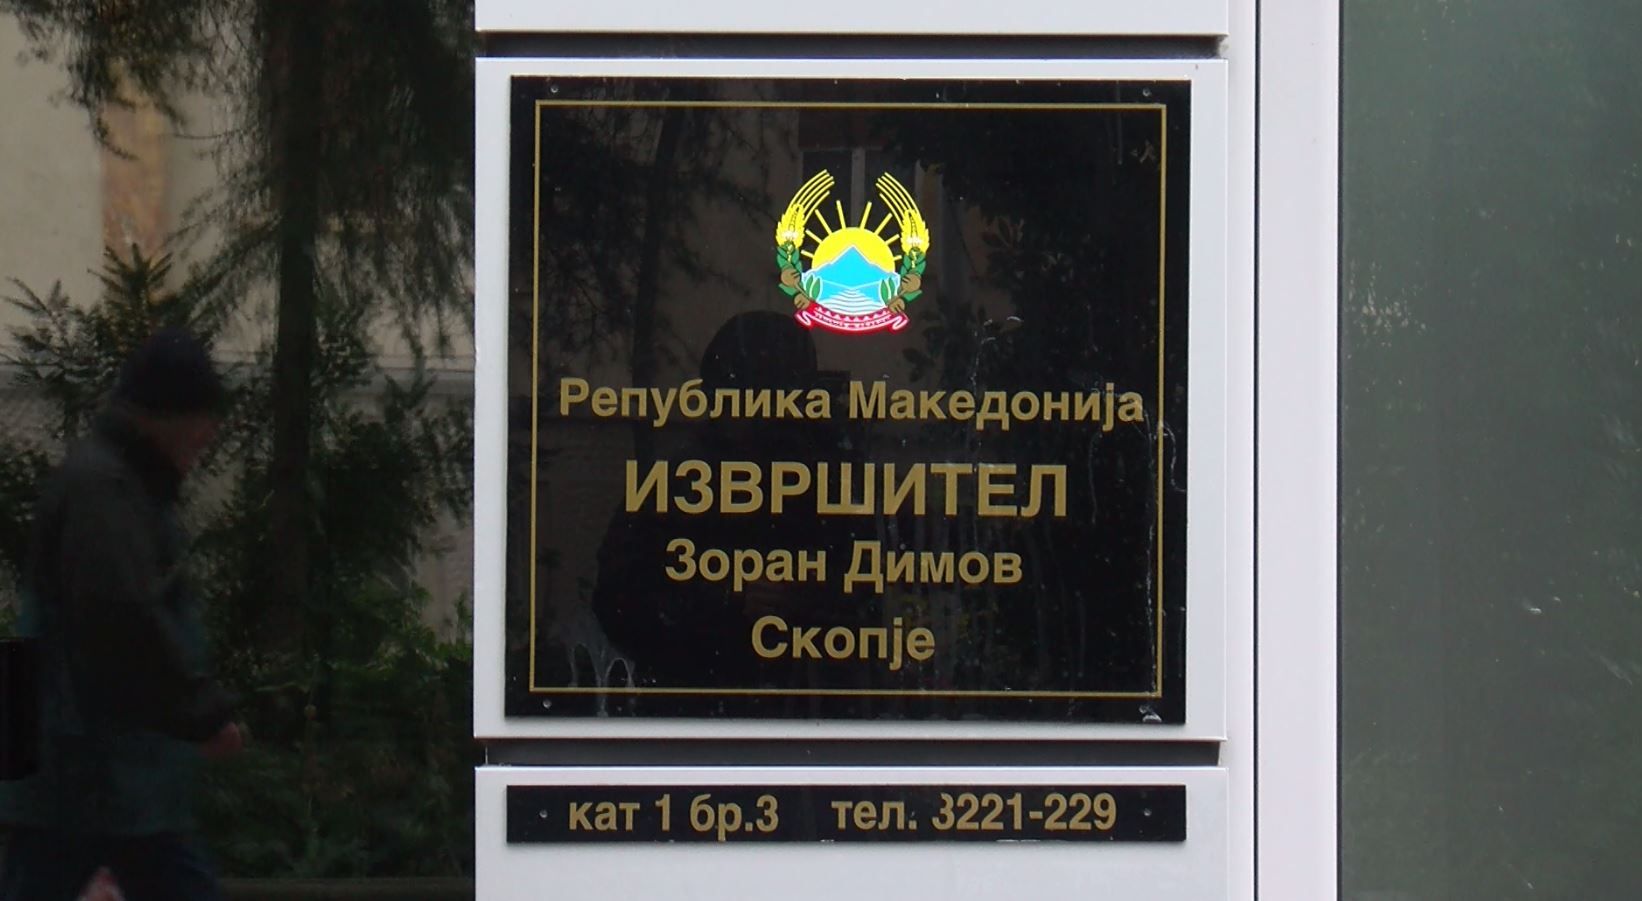 Република Македонија
ИЗВРШИТЕЛ
Зоран Димов
Скопје
кат 1 бр.3 тел. 3221-229